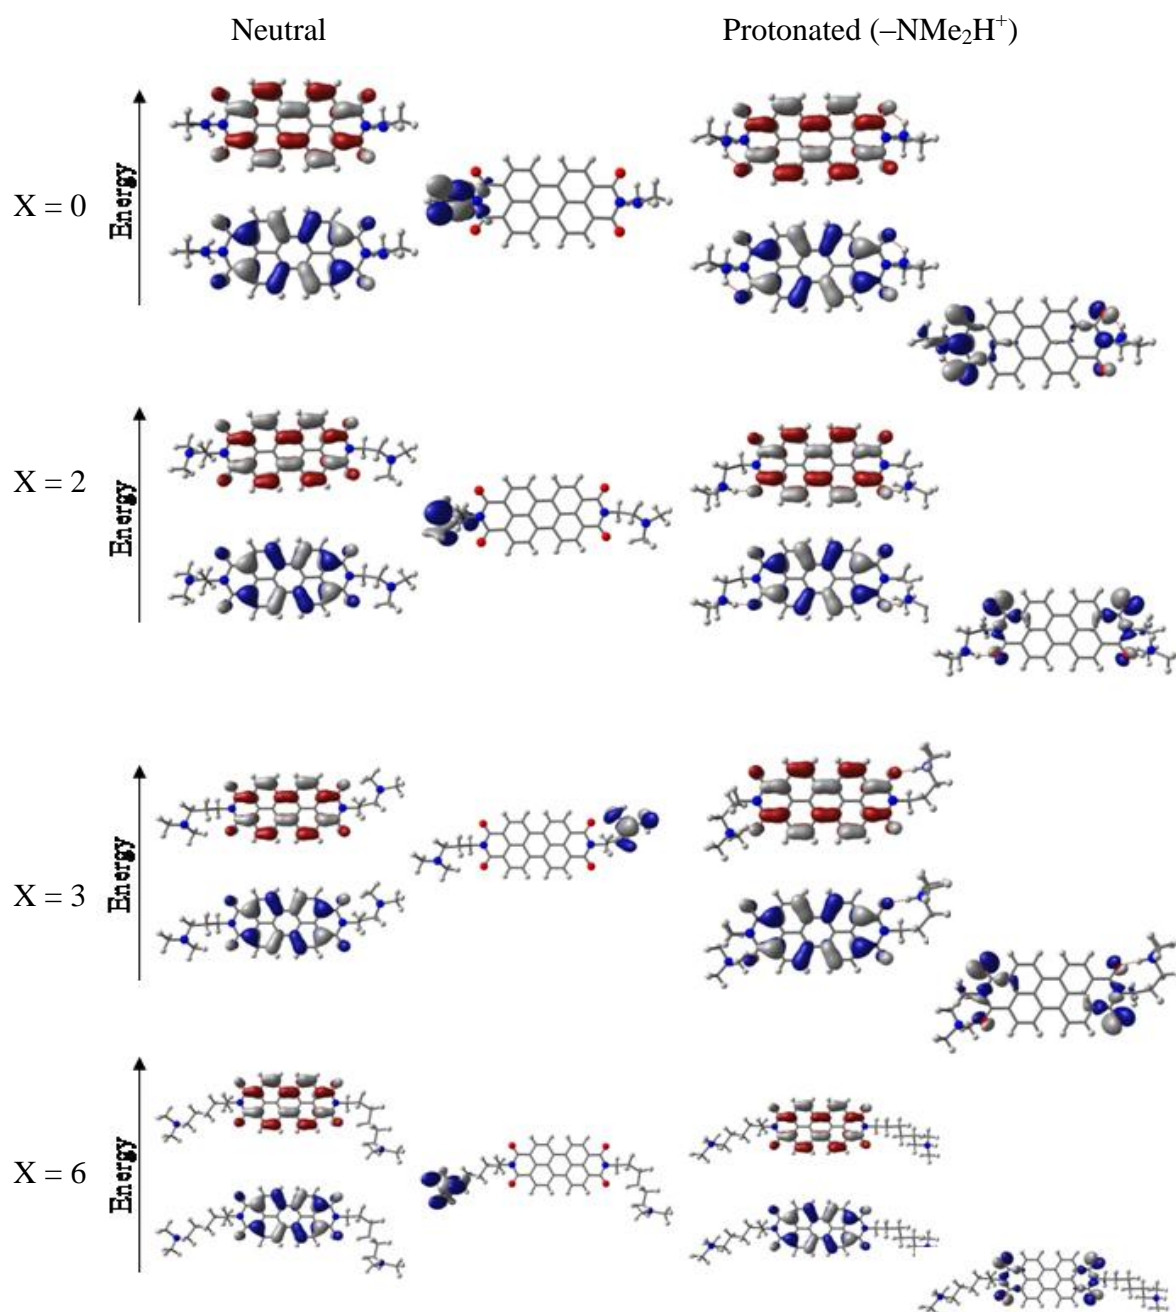 Neutral
Protonated (–NMe₂H⁺)
X = 0
Energy
X = 2
Energy
X = 3
Energy
X = 6
Energy